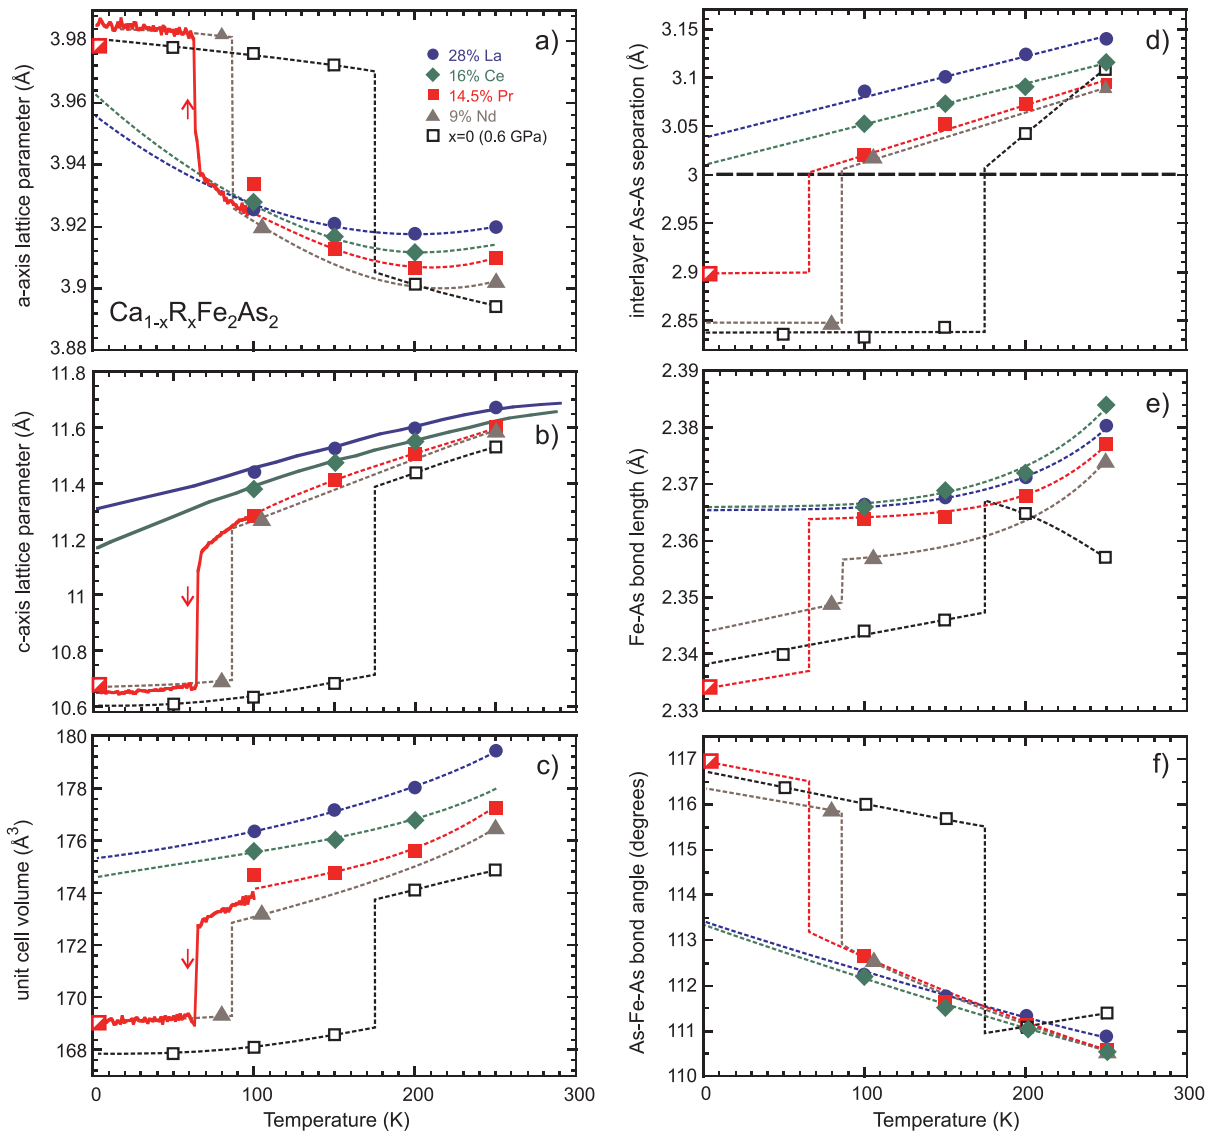 a)
3.98
3.96
3.94
3.92
3.9
3.88
a-axis lattice parameter (Å)
28% La
16% Ce
14.5% Pr
9% Nd
x=0 (0.6 GPa)
Ca1-xRxFe2As2
b)
11.8
11.6
11.4
11.2
11
10.8
10.6
c-axis lattice parameter (Å)
c)
180
178
176
174
172
170
168
unit cell volume (Å3)
0
100
200
300
Temperature (K)
d)
3.15
3.1
3.05
3
2.95
2.9
2.85
interlayer As-As separation (Å)
e)
2.39
2.38
2.37
2.36
2.35
2.34
2.33
Fe-As bond length (Å)
f)
117
116
115
114
113
112
111
110
As-Fe-As bond angle (degrees)
0
100
200
300
Temperature (K)